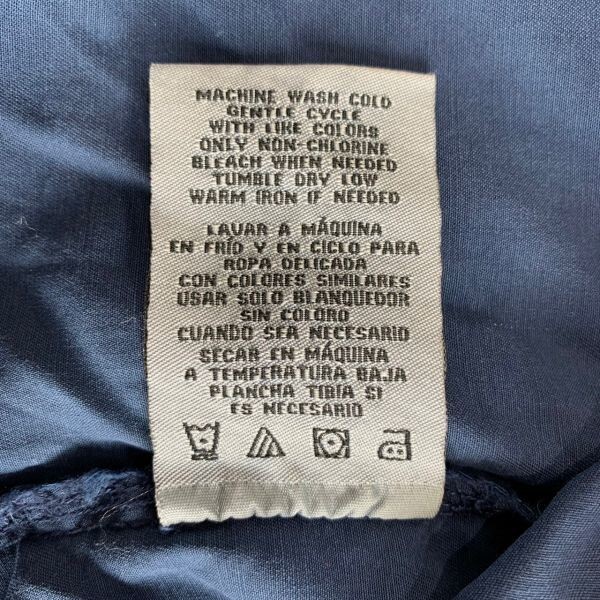 MACHINE WASH COLD
GENTLE CYCLE
WITH LIKE COLORS
ONLY NON-CHLORINE
BLEACH WHEN NEEDED
TUMBLE DRY LOW
WARM IRON IF NEEDED
LAVAR A MÁQUINA
EN FRÍO Y EN CICLO PARA
ROPA DELICADA
CON COLORES SIMILARES
USAR SOLO BLANQUEDOR
SIN CLORO
CUANDO SEA NECESARIO
SECAR EN MÁQUINA
A TEMPERATURA BAJA
PLANCHA TIBIA SI
ES NECESARIO